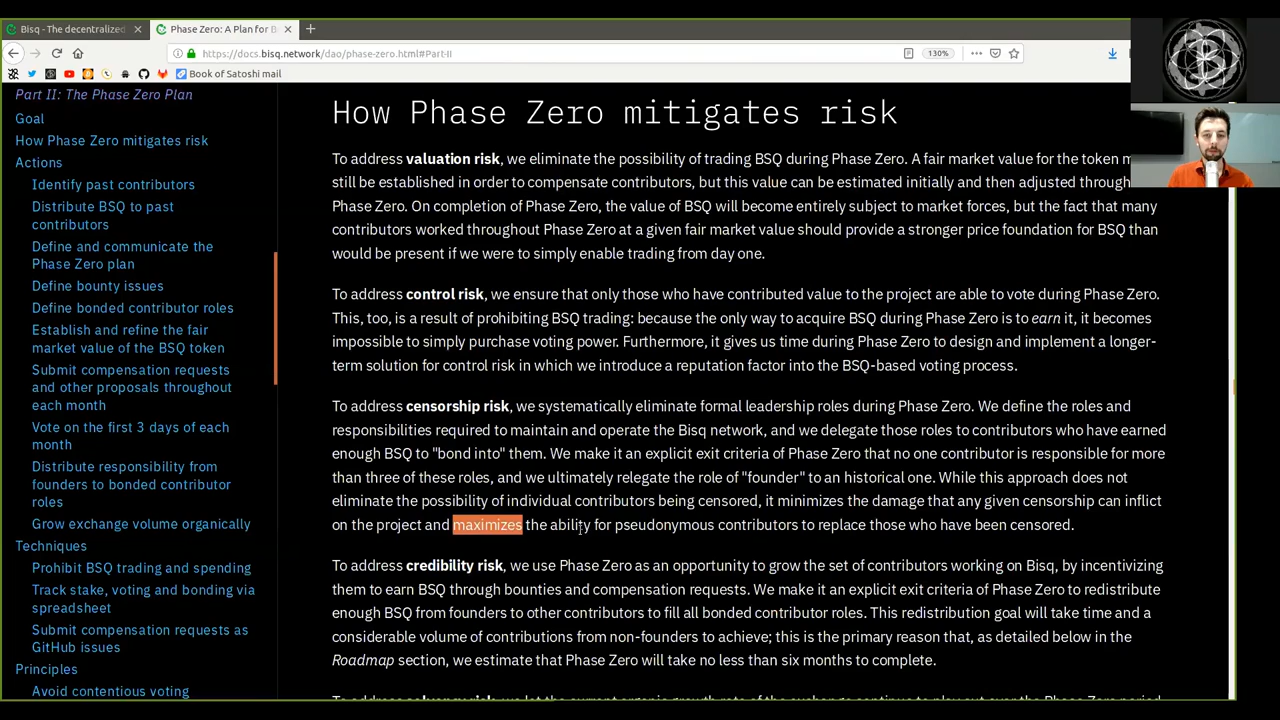 Bisq - The decentralized
Phase Zero: A Plan for B
https://docs.bisq.network/dao/phase-zero.html#Part-II
130%
Book of Satoshi mail
Part II: The Phase Zero Plan
Goal
How Phase Zero mitigates risk
Actions
Identify past contributors
Distribute BSQ to past
contributors
Define and communicate the
Phase Zero plan
Define bounty issues
Define bonded contributor roles
Establish and refine the fair
market value of the BSQ token
Submit compensation requests
and other proposals throughout
each month
Vote on the first 3 days of each
month
Distribute responsibility from
founders to bonded contributor
roles
Grow exchange volume organically
Techniques
Prohibit BSQ trading and spending
Track stake, voting and bonding via
spreadsheet
Submit compensation requests as
GitHub issues
Principles
Avoid contentious voting
How Phase Zero mitigates risk
To address valuation risk, we eliminate the possibility of trading BSQ during Phase Zero. A fair market value for the token m
still be established in order to compensate contributors, but this value can be estimated initially and then adjusted through
Phase Zero. On completion of Phase Zero, the value of BSQ will become entirely subject to market forces, but the fact that many
contributors worked throughout Phase Zero at a given fair market value should provide a stronger price foundation for BSQ than
would be present if we were to simply enable trading from day one.
To address control risk, we ensure that only those who have contributed value to the project are able to vote during Phase Zero.
This, too, is a result of prohibiting BSQ trading: because the only way to acquire BSQ during Phase Zero is to earn it, it becomes
impossible to simply purchase voting power. Furthermore, it gives us time during Phase Zero to design and implement a longer-
term solution for control risk in which we introduce a reputation factor into the BSQ-based voting process.
To address censorship risk, we systematically eliminate formal leadership roles during Phase Zero. We define the roles and
responsibilities required to maintain and operate the Bisq network, and we delegate those roles to contributors who have earned
enough BSQ to "bond into" them. We make it an explicit exit criteria of Phase Zero that no one contributor is responsible for more
than three of these roles, and we ultimately relegate the role of "founder" to an historical one. While this approach does not
eliminate the possibility of individual contributors being censored, it minimizes the damage that any given censorship can inflict
on the project and maximizes the ability for pseudonymous contributors to replace those who have been censored.
To address credibility risk, we use Phase Zero as an opportunity to grow the set of contributors working on Bisq, by incentivizing
them to earn BSQ through bounties and compensation requests. We make it an explicit exit criteria of Phase Zero to redistribute
enough BSQ from founders to other contributors to fill all bonded contributor roles. This redistribution goal will take time and a
considerable volume of contributions from non-founders to achieve; this is the primary reason that, as detailed below in the
Roadmap section, we estimate that Phase Zero will take no less than six months to complete.